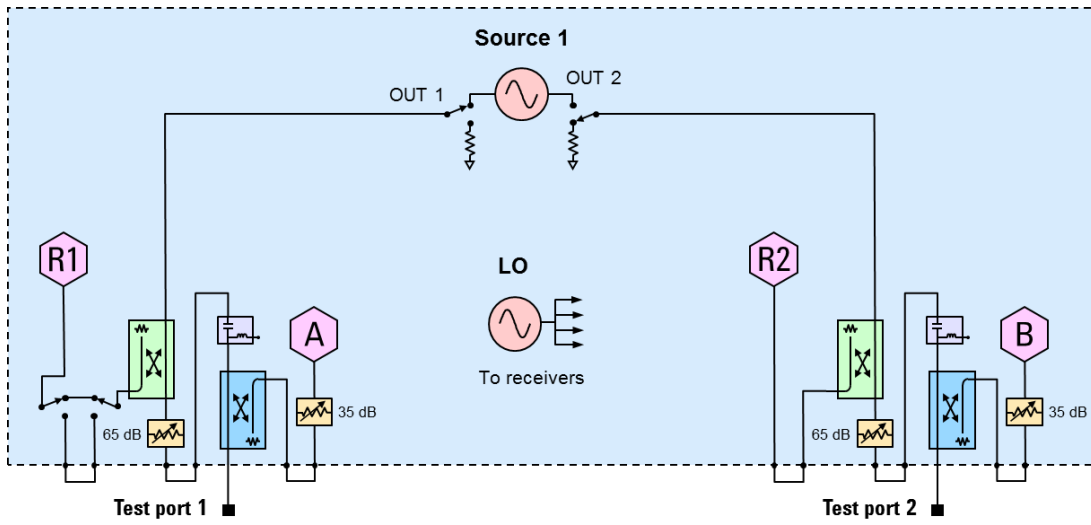 Source 1
OUT 1
OUT 2
R1
R2
LO
A
B
To receivers
65 dB
35 dB
65 dB
35 dB
Test port 1
Test port 2